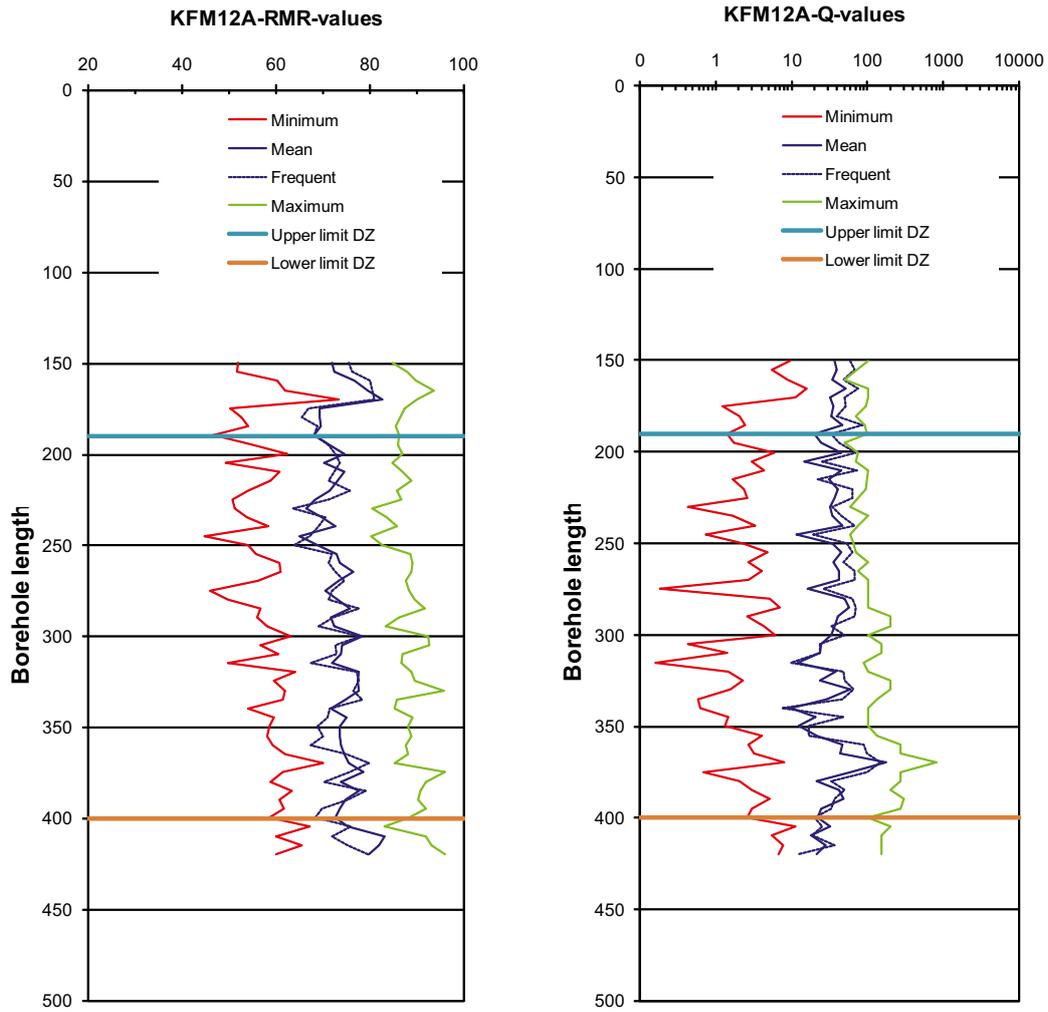 KFM12A-RMR-values
20 40 60 80 100
0
50
100
150
200
250
300
350
400
450
500
Borehole length
Minimum
Mean
Frequent
Maximum
Upper limit DZ
Lower limit DZ
KFM12A-Q-values
0 1 10 100 1000 10000
0
50
100
150
200
250
300
350
400
450
500
Borehole length
Minimum
Mean
Frequent
Maximum
Upper limit DZ
Lower limit DZ